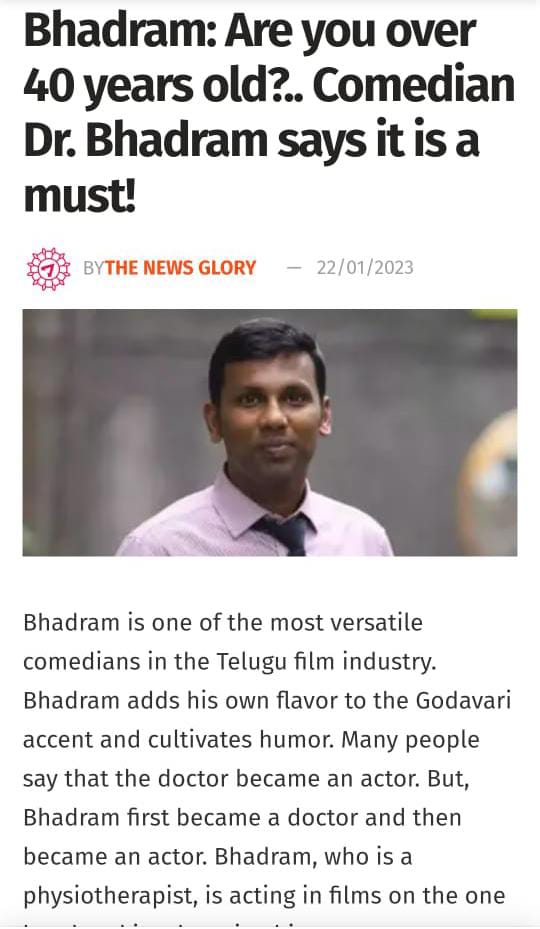 Bhadram: Are you over
40 years old?.. Comedian
Dr. Bhadram says it is a
must!
BYTHE NEWS GLORY — 22/01/2023
Bhadram is one of the most versatile
comedians in the Telugu film industry.
Bhadram adds his own flavor to the Godavari
accent and cultivates humor. Many people
say that the doctor became an actor. But,
Bhadram first became a doctor and then
became an actor. Bhadram, who is a
physiotherapist, is acting in films on the one